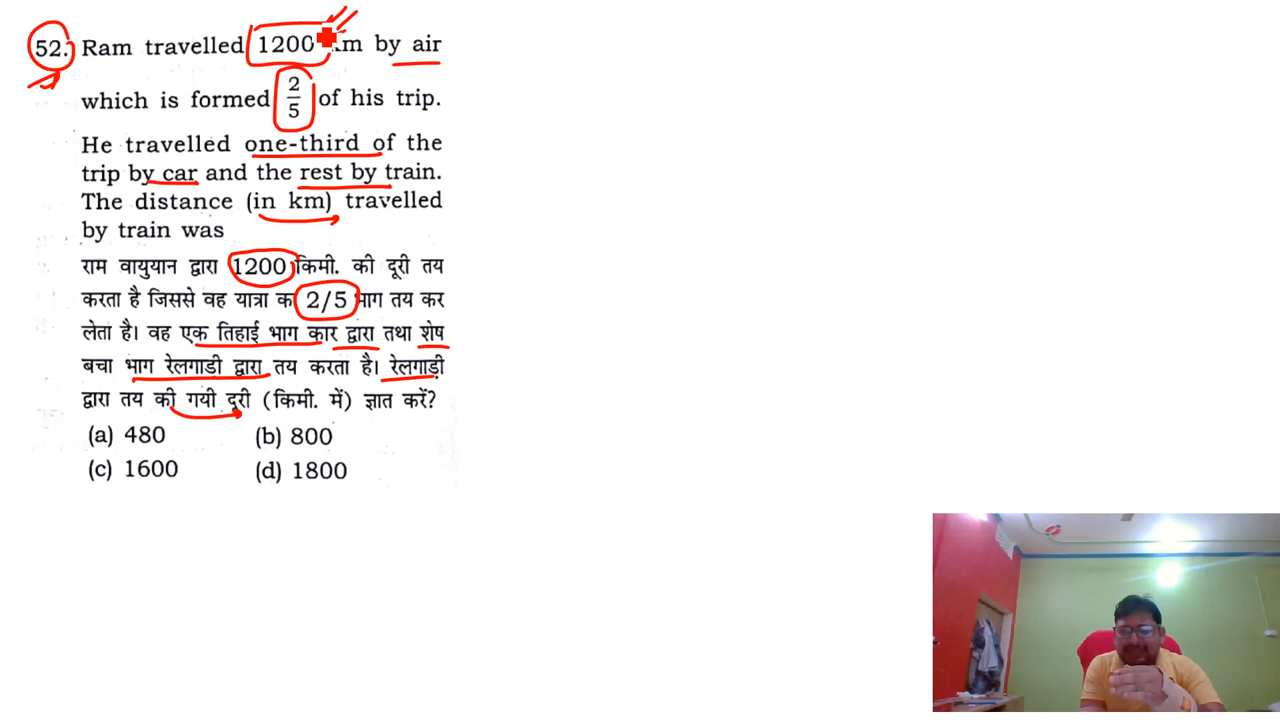 52. Ram travelled 1200 km by air
which is formed 2/5 of his trip.
He travelled one-third of the
trip by car and the rest by train.
The distance (in km) travelled
by train was
राम वायुयान द्वारा 1200 किमी. की दूरी तय
करता है जिससे वह यात्रा क 2/5 भाग तय कर
लेता है। वह एक तिहाई भाग कार द्वारा तथा शेष
बचा भाग रेलगाडी द्वारा तय करता है। रेलगाड़ी
द्वारा तय की गयी दूरी (किमी. में) ज्ञात करें?
(a) 480 (b) 800
(c) 1600 (d) 1800